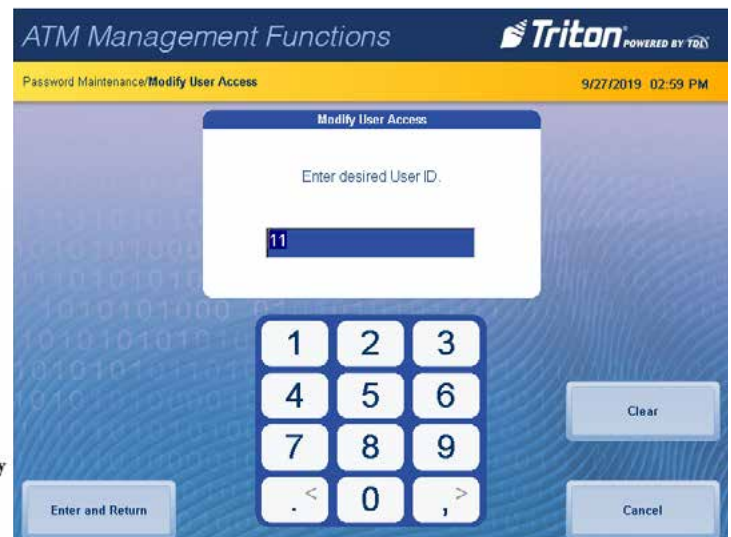 ATM Management Functions
Triton POWERED BY TDL
Password Maintenance/Modify User Access 9/27/2019 02:59 PM
Modify User Access
Enter desired User ID.
11
1 2 3
4 5 6
7 8 9
. < 0 , >
Clear
y
Enter and Return
Cancel